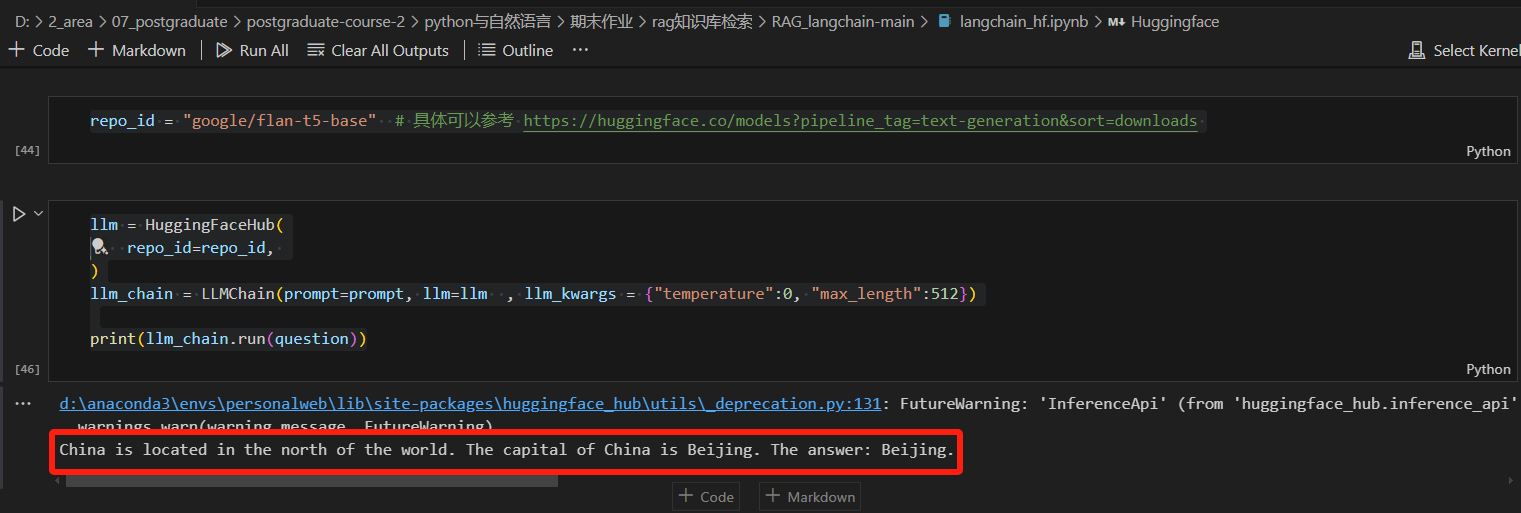 D: > 2_area > 07_postgraduate > postgraduate-course-2 > python与自然语言 > 期末作业 > rag知识库检索 > RAG_langchain-main > langchain_hf.ipynb > Huggingface
+ Code + Markdown | Run All Clear All Outputs | Outline ··· Select Kernel
repo_id = "google/flan-t5-base" # 具体可以参考 https://huggingface.co/models?pipeline_tag=text-generation&sort=downloads
[44] Python
llm = HuggingFaceHub(
repo_id=repo_id,
)
llm_chain = LLMChain(prompt=prompt, llm=llm , llm_kwargs = {"temperature":0, "max_length":512})
print(llm_chain.run(question))
[46] Python
··· d:\anaconda3\envs\personalweb\lib\site-packages\huggingface_hub\utils\_deprecation.py:131: FutureWarning: 'InferenceApi' (from 'huggingface_hub.inference_api'
warnings.warn(warning_message, FutureWarning)
China is located in the north of the world. The capital of China is Beijing. The answer: Beijing.
+ Code + Markdown